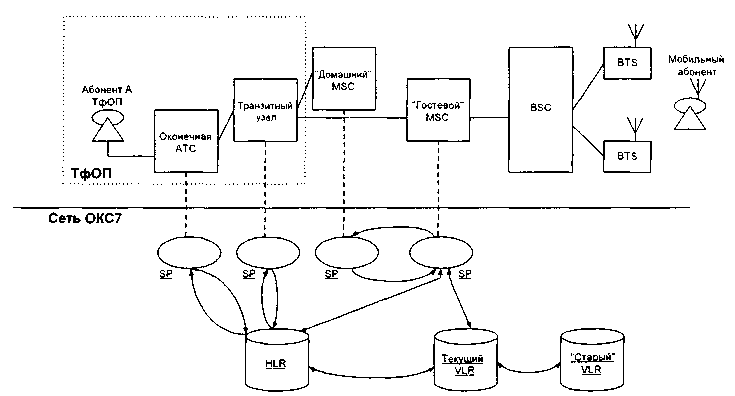 Абонент А
ТфОП
Оконечная
АТС
ТфОП
Транзитный
узел
"Домашний"
MSC
"Гостевой"
MSC
BSC
BTS
BTS
Мобильный
абонент
Сеть ОКС7
SP
SP
SP
SP
HLR
Текущий
VLR
"Старый"
VLR